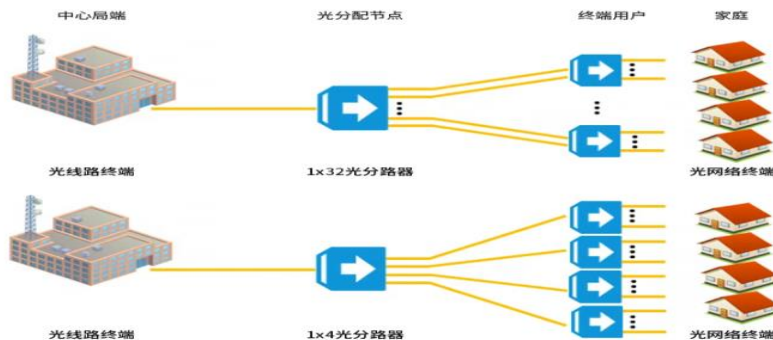 中心局端 光分配节点 终端用户 家庭
光线路终端 1x32光分路器 光网络终端
光线路终端 1x4光分路器 光网络终端